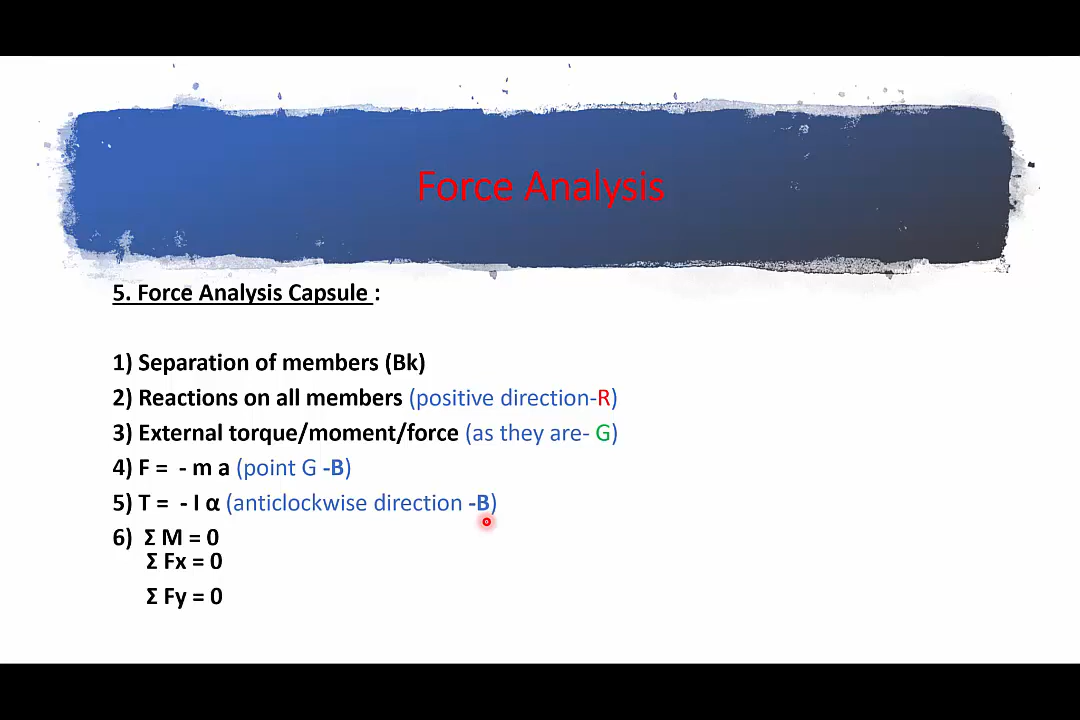 Force Analysis
5. Force Analysis Capsule :
1) Separation of members (Bk)
2) Reactions on all members (positive direction-R)
3) External torque/moment/force (as they are- G)
4) F = - m a (point G -B)
5) T = - I α (anticlockwise direction -B)
6) Σ M = 0
Σ Fx = 0
Σ Fy = 0